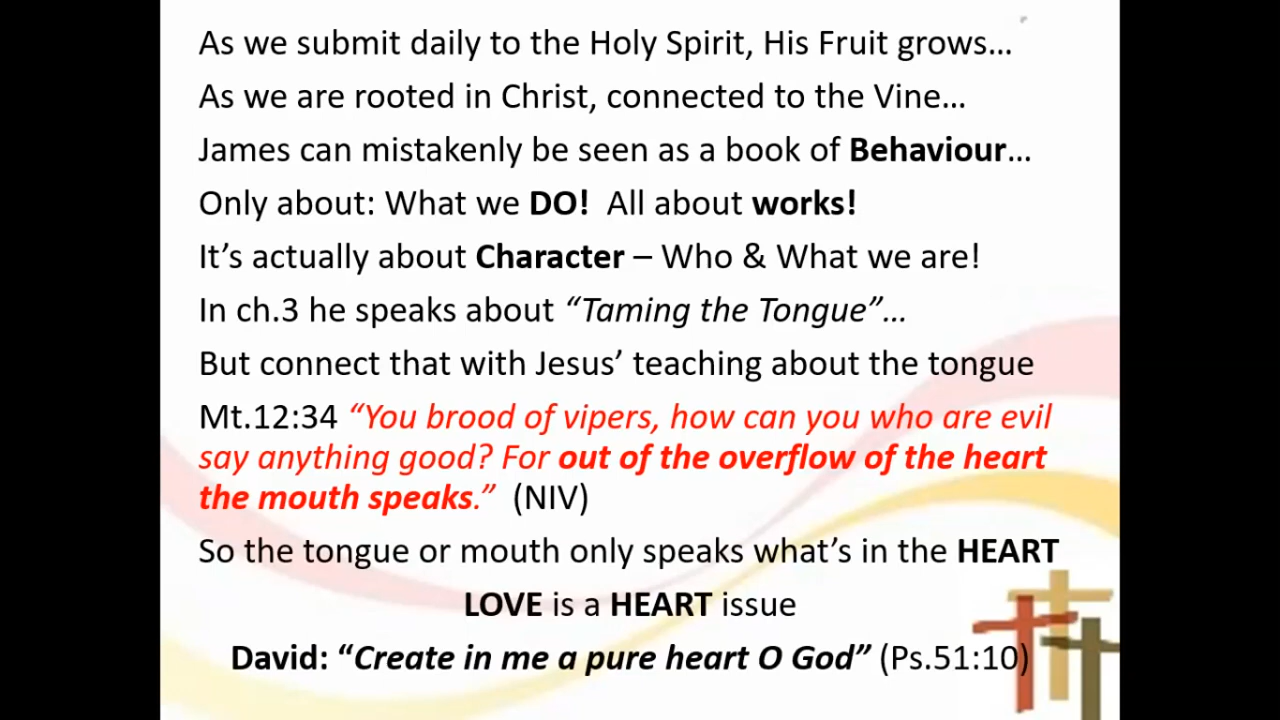 As we submit daily to the Holy Spirit, His Fruit grows…
As we are rooted in Christ, connected to the Vine…
James can mistakenly be seen as a book of Behaviour…
Only about: What we DO!  All about works!
It’s actually about Character – Who & What we are!
In ch.3 he speaks about “Taming the Tongue”…
But connect that with Jesus’ teaching about the tongue
Mt.12:34 “You brood of vipers, how can you who are evil
say anything good? For out of the overflow of the heart
the mouth speaks.”  (NIV)
So the tongue or mouth only speaks what’s in the HEART
LOVE is a HEART issue
David: “Create in me a pure heart O God” (Ps.51:10)